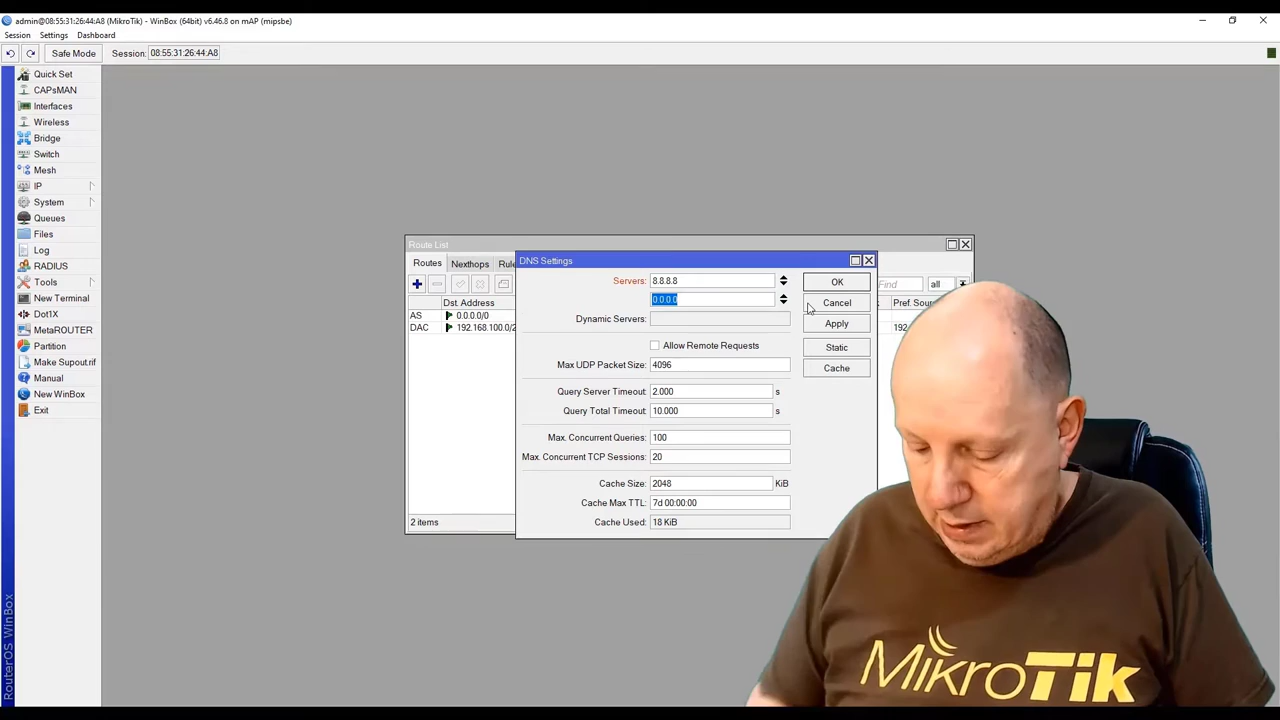 admin@08:55:31:26:44:A8 (MikroTik) - WinBox (64bit) v6.46.8 on mAP (mipsbe)
Session Settings Dashboard
Safe Mode Session: 08:55:31:26:44:A8
Quick Set
CAPsMAN
Interfaces
Wireless
Bridge
Switch
Mesh
IP
System
Queues
Files
Log
RADIUS
Tools
New Terminal
Dot1X
MetaROUTER
Partition
Make Supout.rif
Manual
New WinBox
Exit
RouterOS WinBox
Route List
Routes Nexthops
Find all
Dst. Address
AS 0.0.0.0/0
DAC 192.168.100.0/2
2 items
DNS Settings
Servers: 8.8.8.8
0.0.0.0
Dynamic Servers:
Allow Remote Requests
Max UDP Packet Size: 4096
Query Server Timeout: 2.000 s
Query Total Timeout: 10.000 s
Max. Concurrent Queries: 100
Max. Concurrent TCP Sessions: 20
Cache Size: 2048 KiB
Cache Max TTL: 7d 00:00:00
Cache Used: 18 KiB
OK
Cancel
Apply
Static
Cache
MikroTik